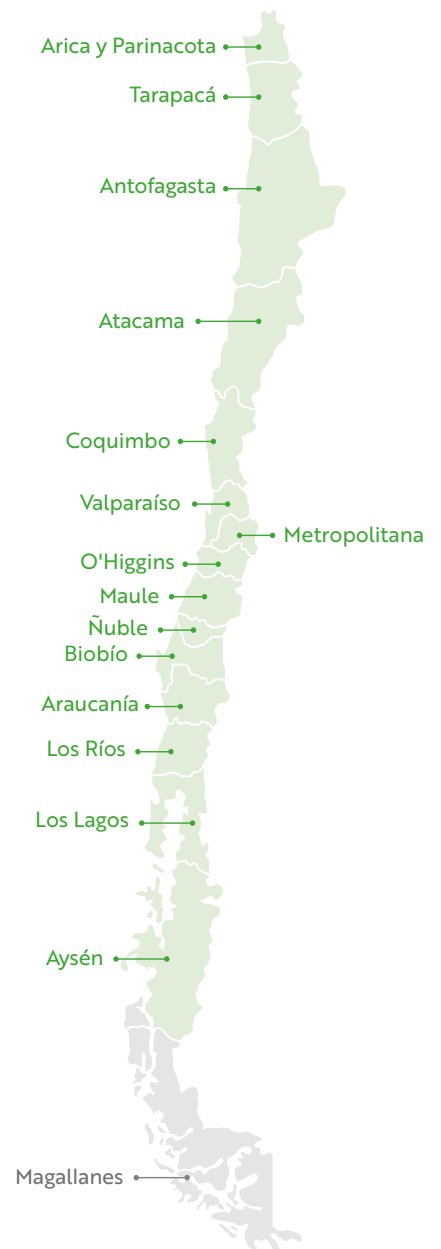 Arica y Parinacota
Tarapacá
Antofagasta
Atacama
Coquimbo
Valparaíso
Metropolitana
O'Higgins
Maule
Ñuble
Biobío
Araucanía
Los Ríos
Los Lagos
Aysén
Magallanes